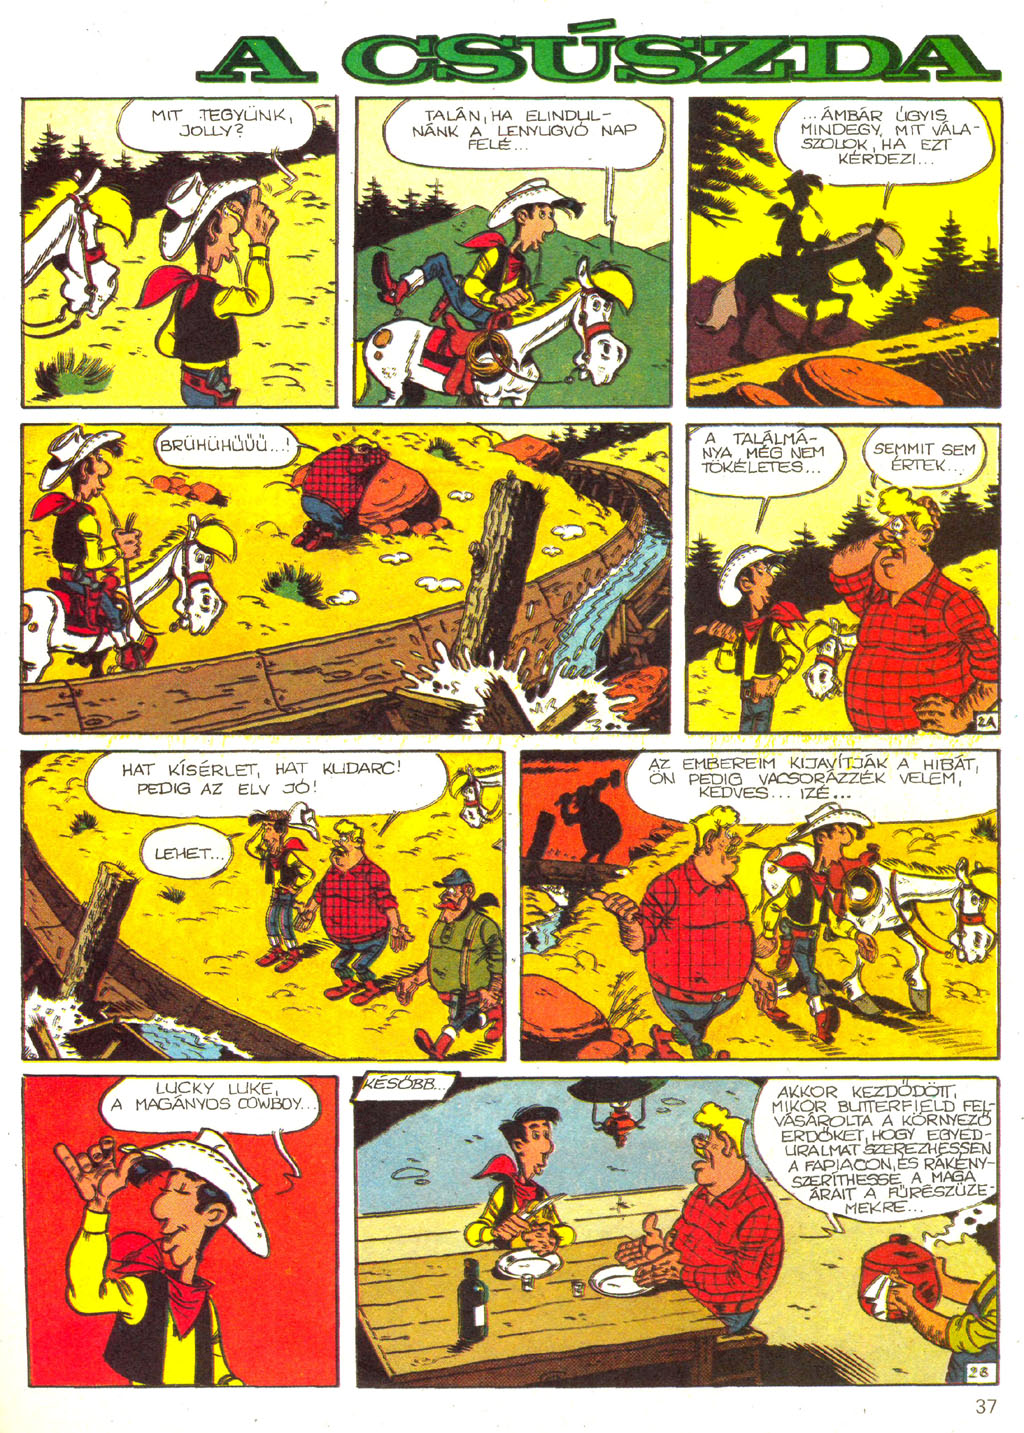 A CSÚSZDA
MIT TEGYÜNK,
JOLLY?
TALÁN, HA ELINDUL-
NÁNK A LENYUGVÓ NAP
FELÉ...
...ÁMBÁR ÚGYIS
MINDEGY, MIT VÁLA-
SZOLOK, HA EZT
KÉRDEZI...
BRÜHÜHŰŰŰ...!
A TALÁLMÁ-
NYA MÉG NEM
TÖKÉLETES...
SEMMIT SEM
ÉRTEK...
2A
HAT KÍSÉRLET, HAT KUDARC!
PEDIG AZ ELV JÓ!
LEHET...
AZ EMBEREIM KIJAVÍTJÁK A HIBÁT,
ÖN PEDIG VACSORÁZZÉK VELEM,
KEDVES... IZÉ...
LUCKY LUKE,
A MAGÁNYOS COWBOY...
KÉSŐBB...
AKKOR KEZDŐDÖTT,
MIKOR BUTTERFIELD FEL-
VÁSÁROLTA A KÖRNYEZŐ
ERDŐKET, HOGY EGYED-
URALMAT SZEREZHESSEN
A FAPIACON, ÉS RÁKÉNY-
SZERÍTHESSE A MAGA
ÁRAIT A FŰRÉSZÜZE-
MEKRE...
2B
37